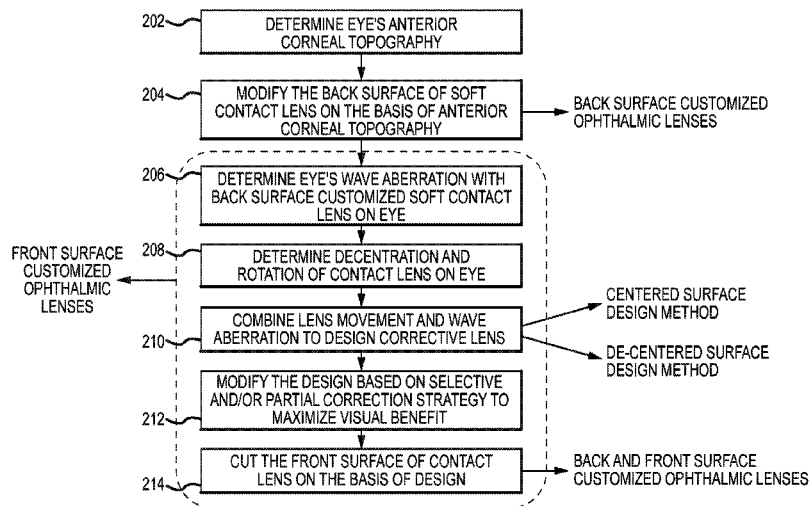 202
DETERMINE EYE'S ANTERIOR
CORNEAL TOPOGRAPHY
204
MODIFY THE BACK SURFACE OF SOFT
CONTACT LENS ON THE BASIS OF ANTERIOR
CORNEAL TOPOGRAPHY
BACK SURFACE CUSTOMIZED
OPHTHALMIC LENSES
206
DETERMINE EYE'S WAVE ABERRATION WITH
BACK SURFACE CUSTOMIZED SOFT CONTACT
LENS ON EYE
208
DETERMINE DECENTRATION AND
ROTATION OF CONTACT LENS ON EYE
FRONT SURFACE
CUSTOMIZED
OPHTHALMIC
LENSES
210
COMBINE LENS MOVEMENT AND WAVE
ABERRATION TO DESIGN CORRECTIVE LENS
CENTERED SURFACE
DESIGN METHOD
DE-CENTERED SURFACE
DESIGN METHOD
212
MODIFY THE DESIGN BASED ON SELECTIVE
AND/OR PARTIAL CORRECTION STRATEGY TO
MAXIMIZE VISUAL BENEFIT
214
CUT THE FRONT SURFACE OF CONTACT
LENS ON THE BASIS OF DESIGN
BACK AND FRONT SURFACE
CUSTOMIZED OPHTHALMIC LENSES